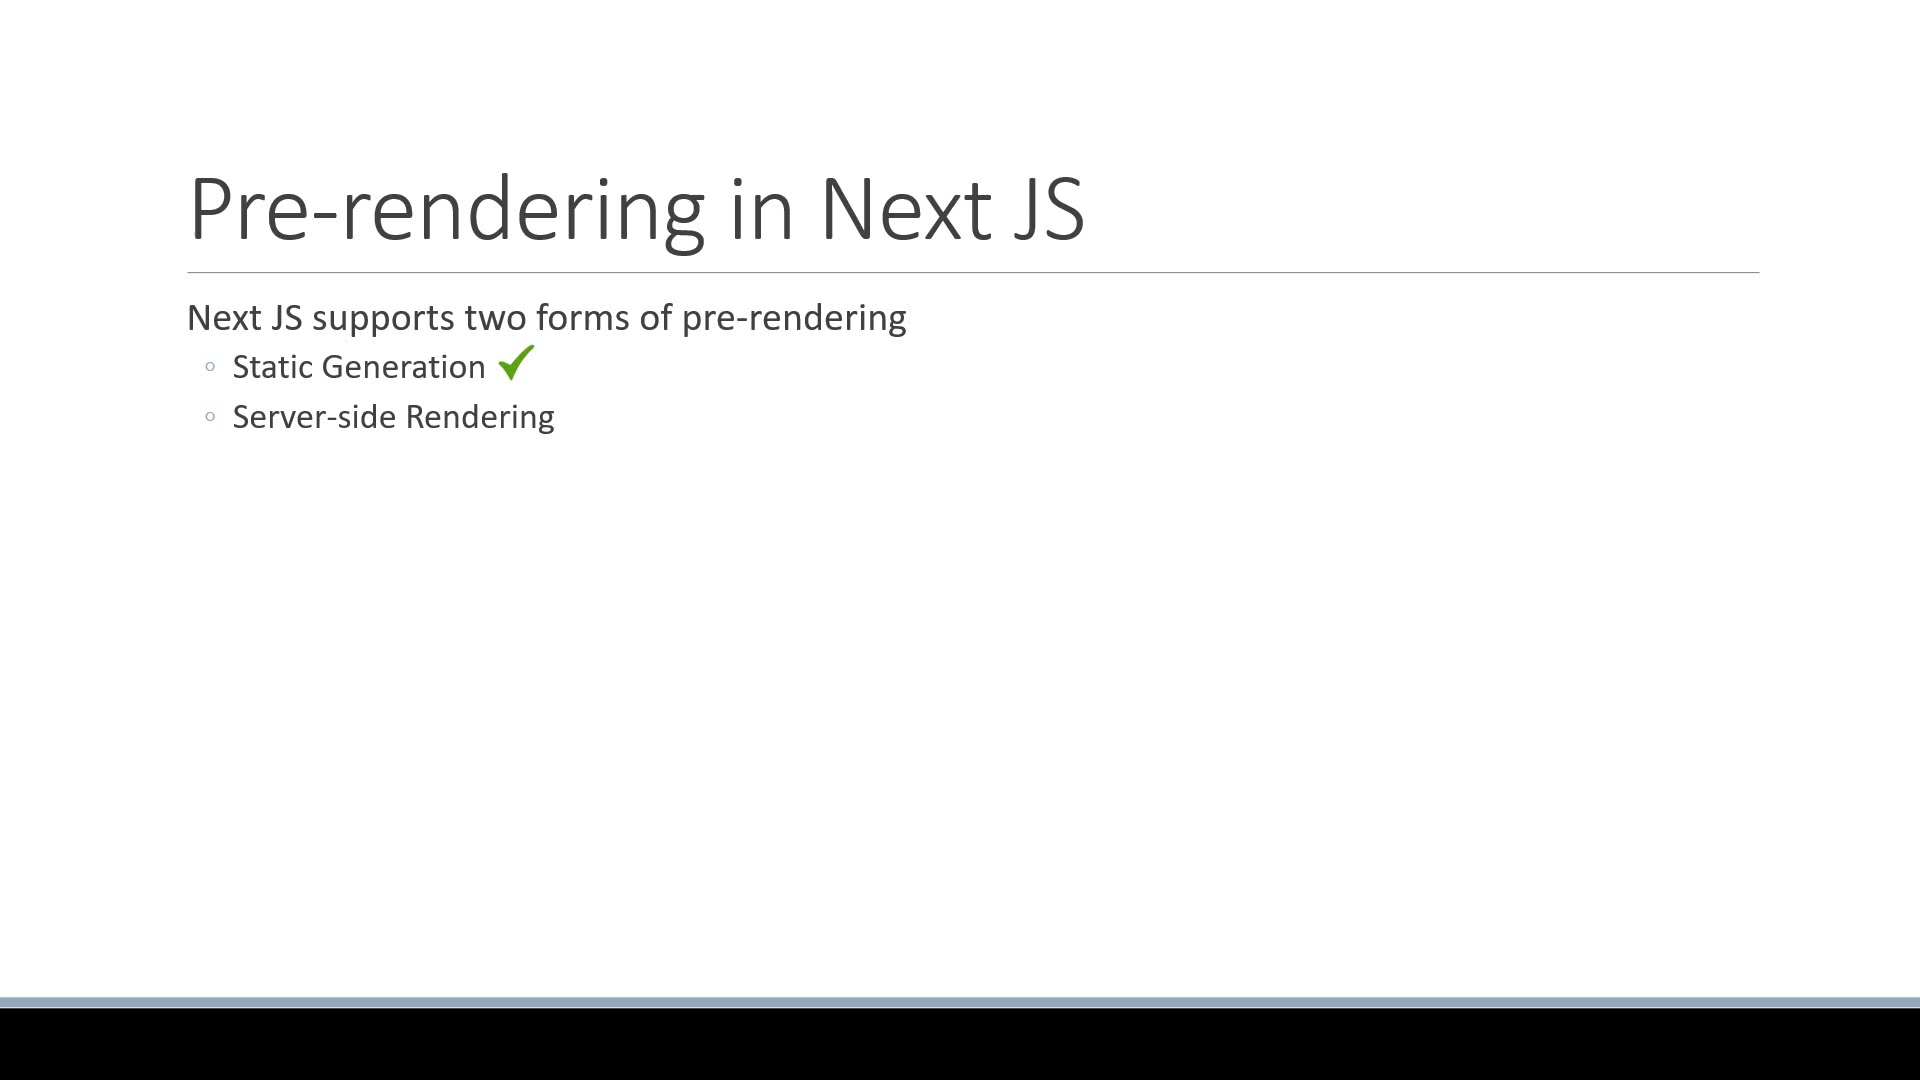 Pre-rendering in Next JS
Next JS supports two forms of pre-rendering
◦ Static Generation ✓
◦ Server-side Rendering